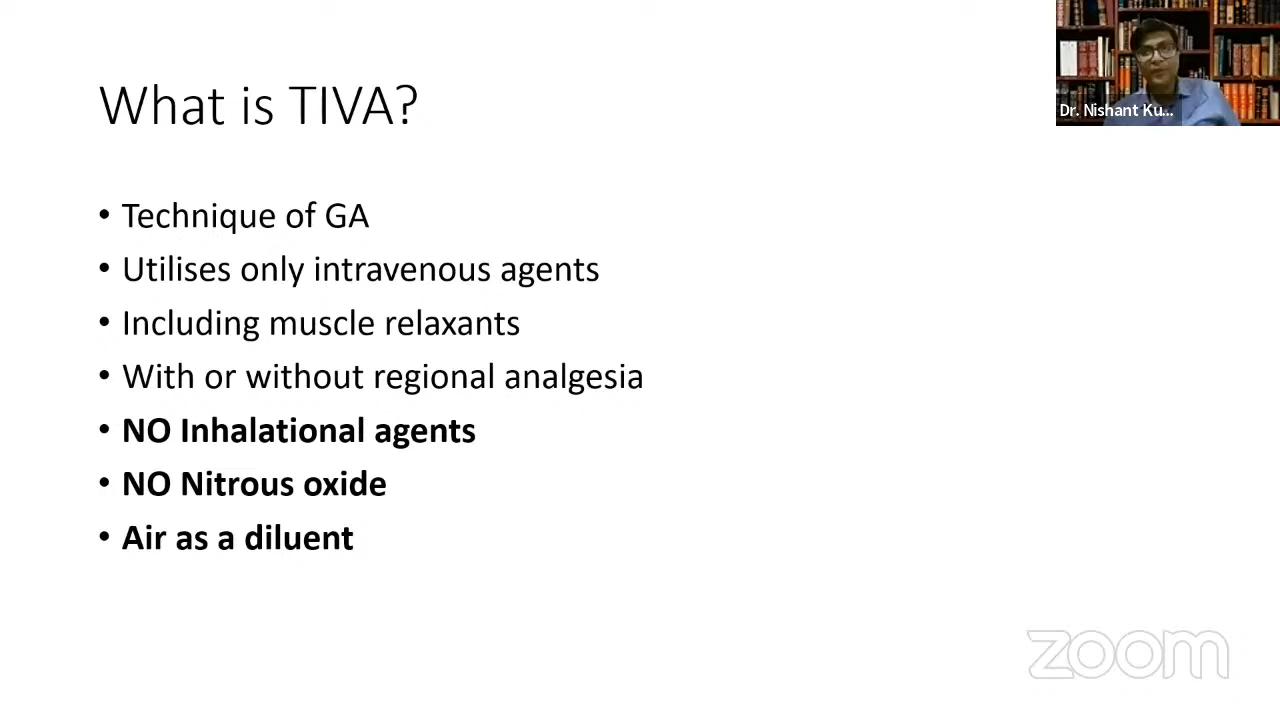 Dr. Nishant Ku...
What is TIVA?
• Technique of GA
• Utilises only intravenous agents
• Including muscle relaxants
• With or without regional analgesia
• NO Inhalational agents
• NO Nitrous oxide
• Air as a diluent
zoom